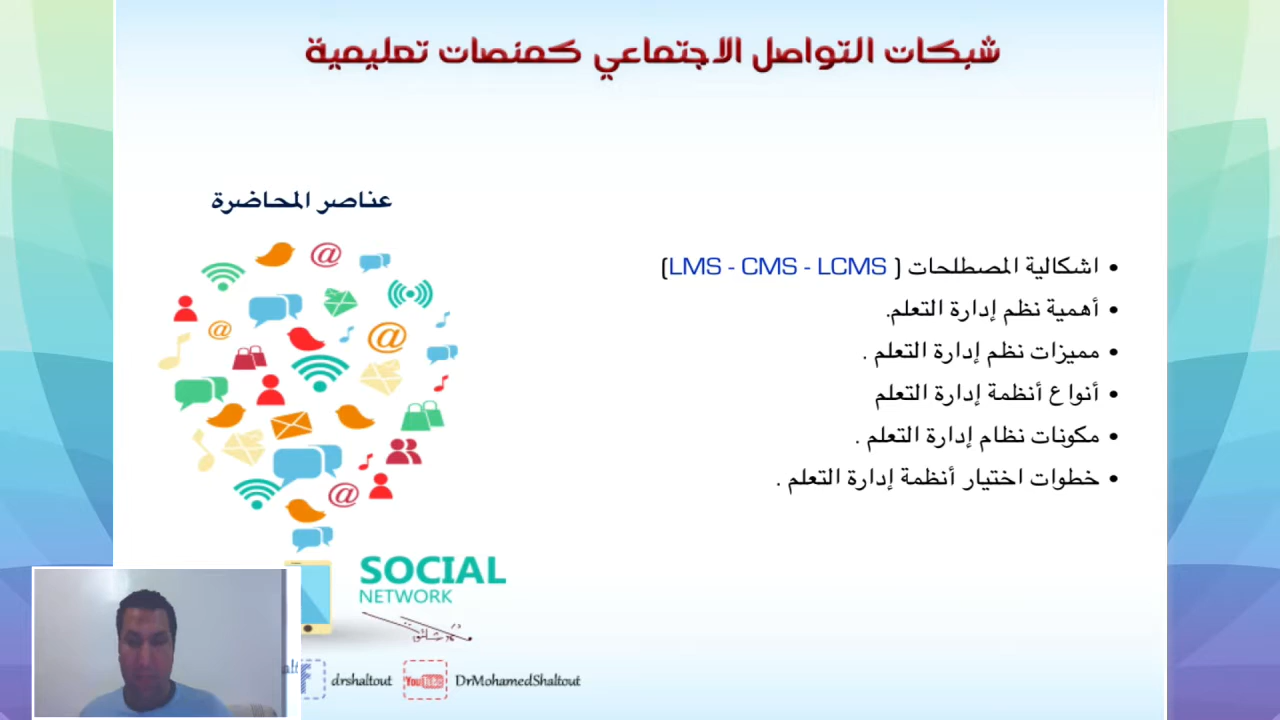 شبكات التواصل الاجتماعي كمنصات تعليمية
عناصر المحاضرة
• اشكالية المصطلحات ( LMS - CMS - LCMS)
• أهمية نظم إدارة التعلم.
• مميزات نظم إدارة التعلم .
• أنواع أنظمة إدارة التعلم
• مكونات نظام إدارة التعلم .
• خطوات اختيار أنظمة إدارة التعلم .
SOCIAL
NETWORK
drshaltout
YouTube
DrMohamedShaltout